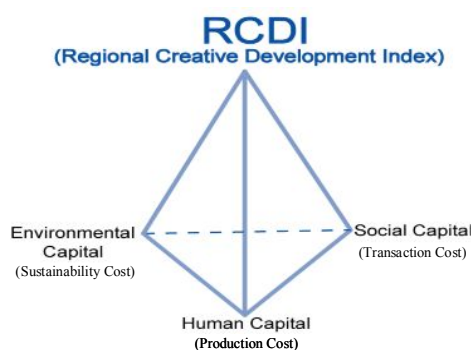 RCDI
(Regional Creative Development Index)
Environmental
Capital
(Sustainability Cost)
Social Capital
(Transaction Cost)
Human Capital
(Production Cost)